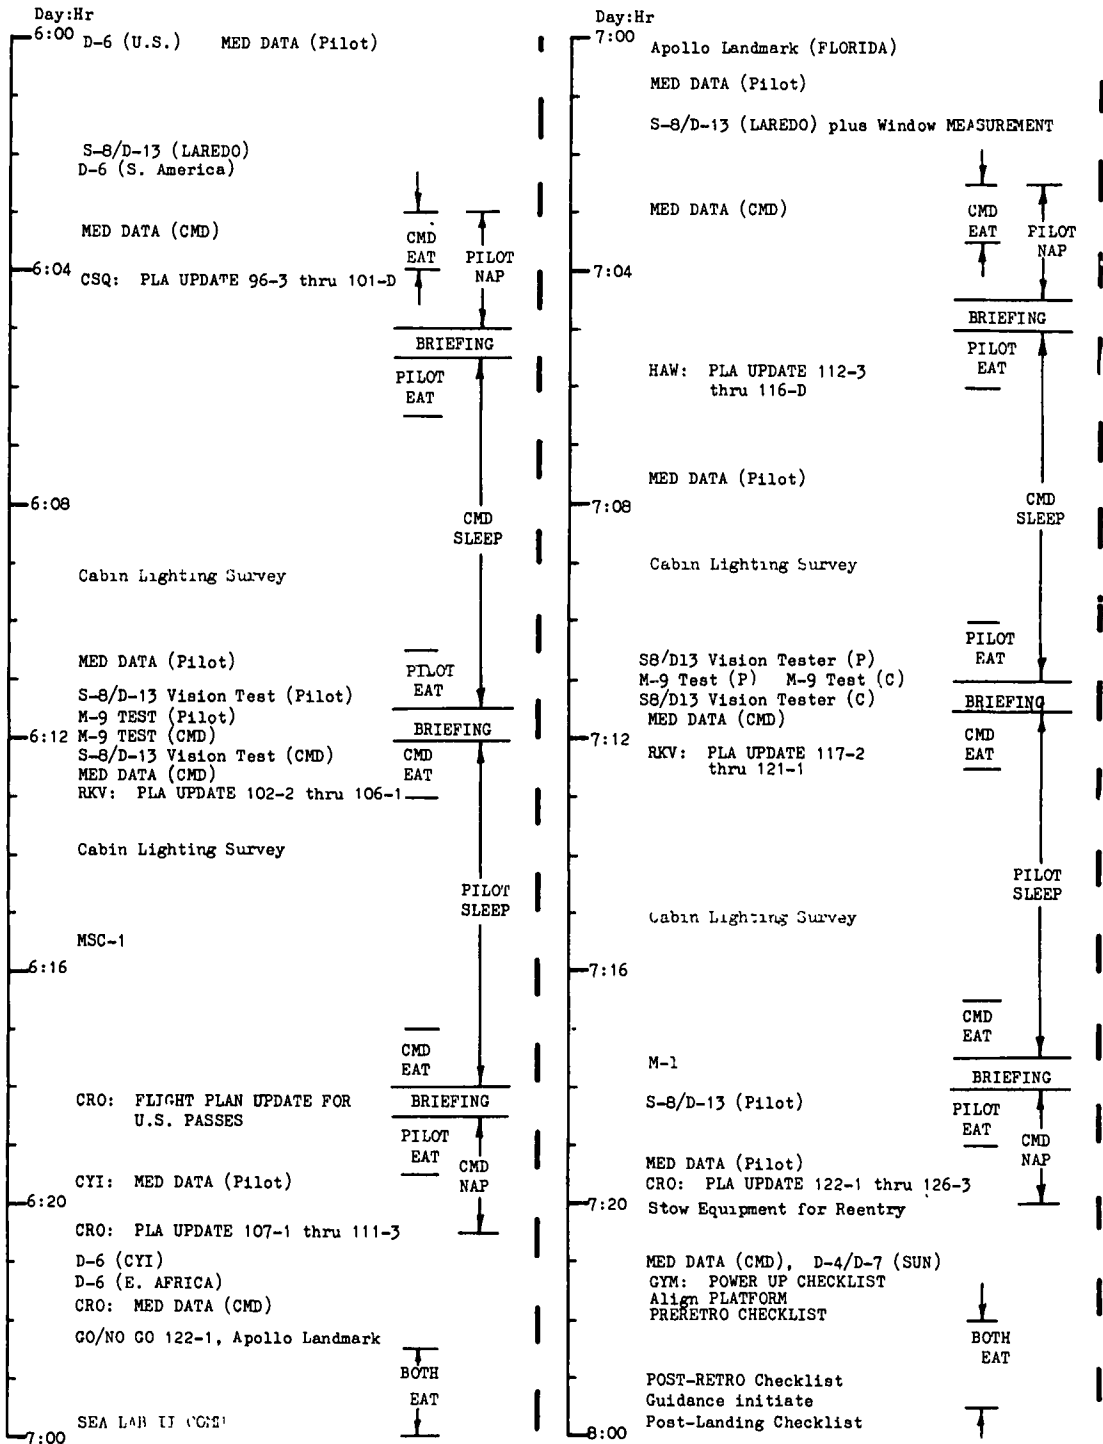 Day:Hr
6:00 D-6 (U.S.) MED DATA (Pilot)
S-8/D-13 (LAREDO)
D-6 (S. America)
MED DATA (CMD)
CMD
EAT
PILOT
NAP
6:04
CSQ: PLA UPDATE 96-3 thru 101-D
BRIEFING
PILOT
EAT
6:08
CMD
SLEEP
Cabin Lighting Survey
MED DATA (Pilot)
PILOT
EAT
S-8/D-13 Vision Test (Pilot)
M-9 TEST (Pilot)
M-9 TEST (CMD)
BRIEFING
6:12
S-8/D-13 Vision Test (CMD)
MED DATA (CMD)
CMD
EAT
RKV: PLA UPDATE 102-2 thru 106-1
Cabin Lighting Survey
PILOT
SLEEP
MSC-1
6:16
CMD
EAT
CRO: FLIGHT PLAN UPDATE FOR
U.S. PASSES
BRIEFING
PILOT
EAT
CMD
NAP
CYI: MED DATA (Pilot)
6:20
CRO: PLA UPDATE 107-1 thru 111-3
D-6 (CYI)
D-6 (E. AFRICA)
CRO: MED DATA (CMD)
GO/NO GO 122-1, Apollo Landmark
BOTH
EAT
SEA LAB II
7:00
Day:Hr
7:00
Apollo Landmark (FLORIDA)
MED DATA (Pilot)
S-8/D-13 (LAREDO) plus Window MEASUREMENT
MED DATA (CMD)
CMD
EAT
PILOT
NAP
7:04
BRIEFING
PILOT
EAT
HAW: PLA UPDATE 112-3
thru 116-D
MED DATA (Pilot)
7:08
CMD
SLEEP
Cabin Lighting Survey
PILOT
EAT
S8/D13 Vision Tester (P)
M-9 Test (P) M-9 Test (C)
S8/D13 Vision Tester (C)
BRIEFING
MED DATA (CMD)
7:12
CMD
EAT
RKV: PLA UPDATE 117-2
thru 121-1
PILOT
SLEEP
Cabin Lighting Survey
7:16
CMD
EAT
M-1
BRIEFING
S-8/D-13 (Pilot)
PILOT
EAT
CMD
NAP
MED DATA (Pilot)
CRO: PLA UPDATE 122-1 thru 126-3
7:20
Stow Equipment for Reentry
MED DATA (CMD), D-4/D-7 (SUN)
GYM: POWER UP CHECKLIST
Align PLATFORM
PRERETRO CHECKLIST
BOTH
EAT
POST-RETRO Checklist
Guidance initiate
Post-Landing Checklist
8:00